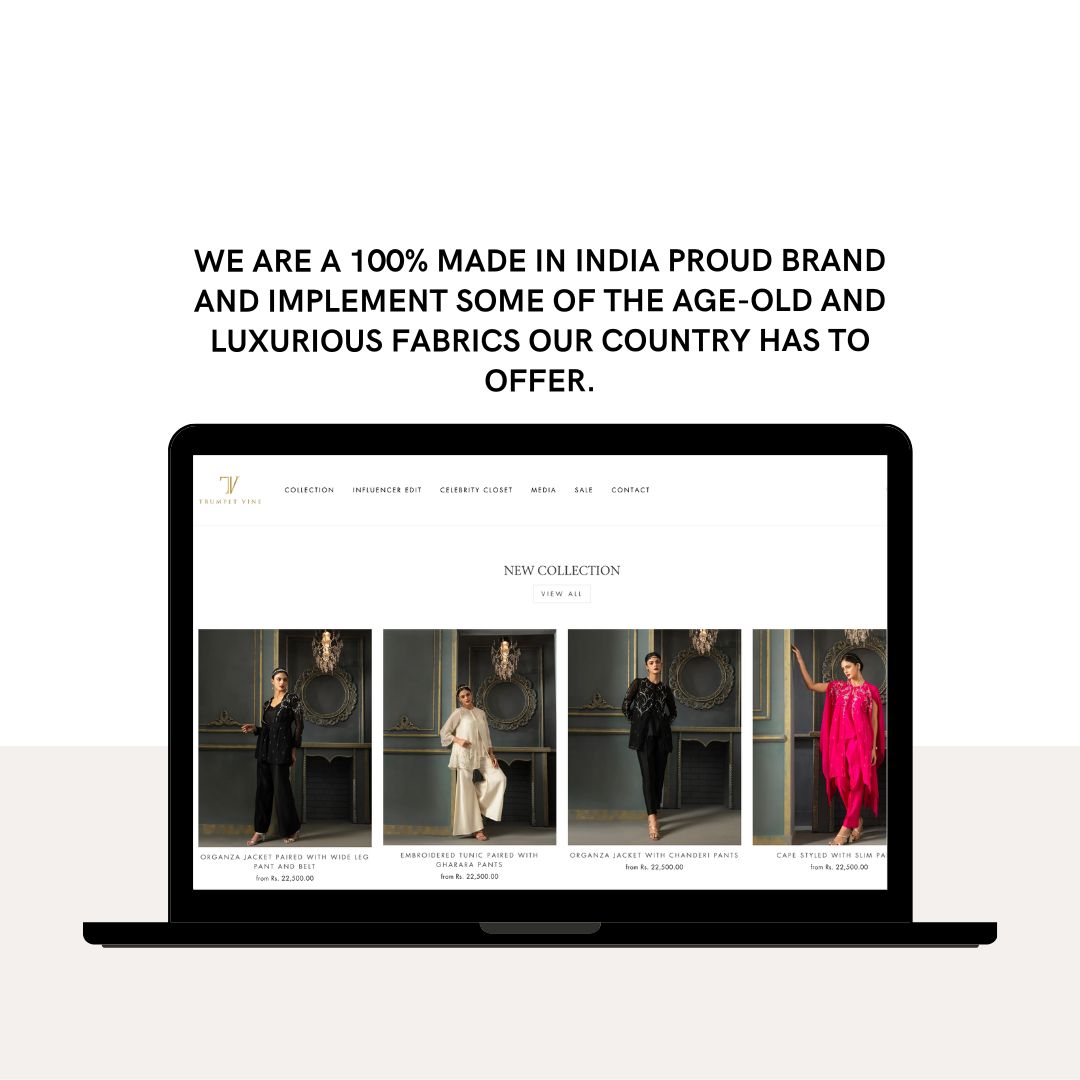 WE ARE A 100% MADE IN INDIA PROUD BRAND
AND IMPLEMENT SOME OF THE AGE-OLD AND
LUXURIOUS FABRICS OUR COUNTRY HAS TO
OFFER.
TV
TRUMPET VINE
COLLECTION INFLUENCER EDIT CELEBRITY CLOSET MEDIA SALE CONTACT
NEW COLLECTION
VIEW ALL
ORGANZA JACKET PAIRED WITH WIDE LEG
PANT AND BELT
from Rs. 22,500.00
EMBROIDERED TUNIC PAIRED WITH
GHARARA PANTS
from Rs. 22,500.00
ORGANZA JACKET WITH CHANDERI PANTS
from Rs. 22,500.00
CAPE STYLED WITH SLIM PA
from Rs. 22,500.00